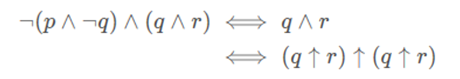 ¬(p ∧ ¬q) ∧ (q ∧ r) ⟺ q ∧ r
⟺ (q ↑ r) ↑ (q ↑ r)